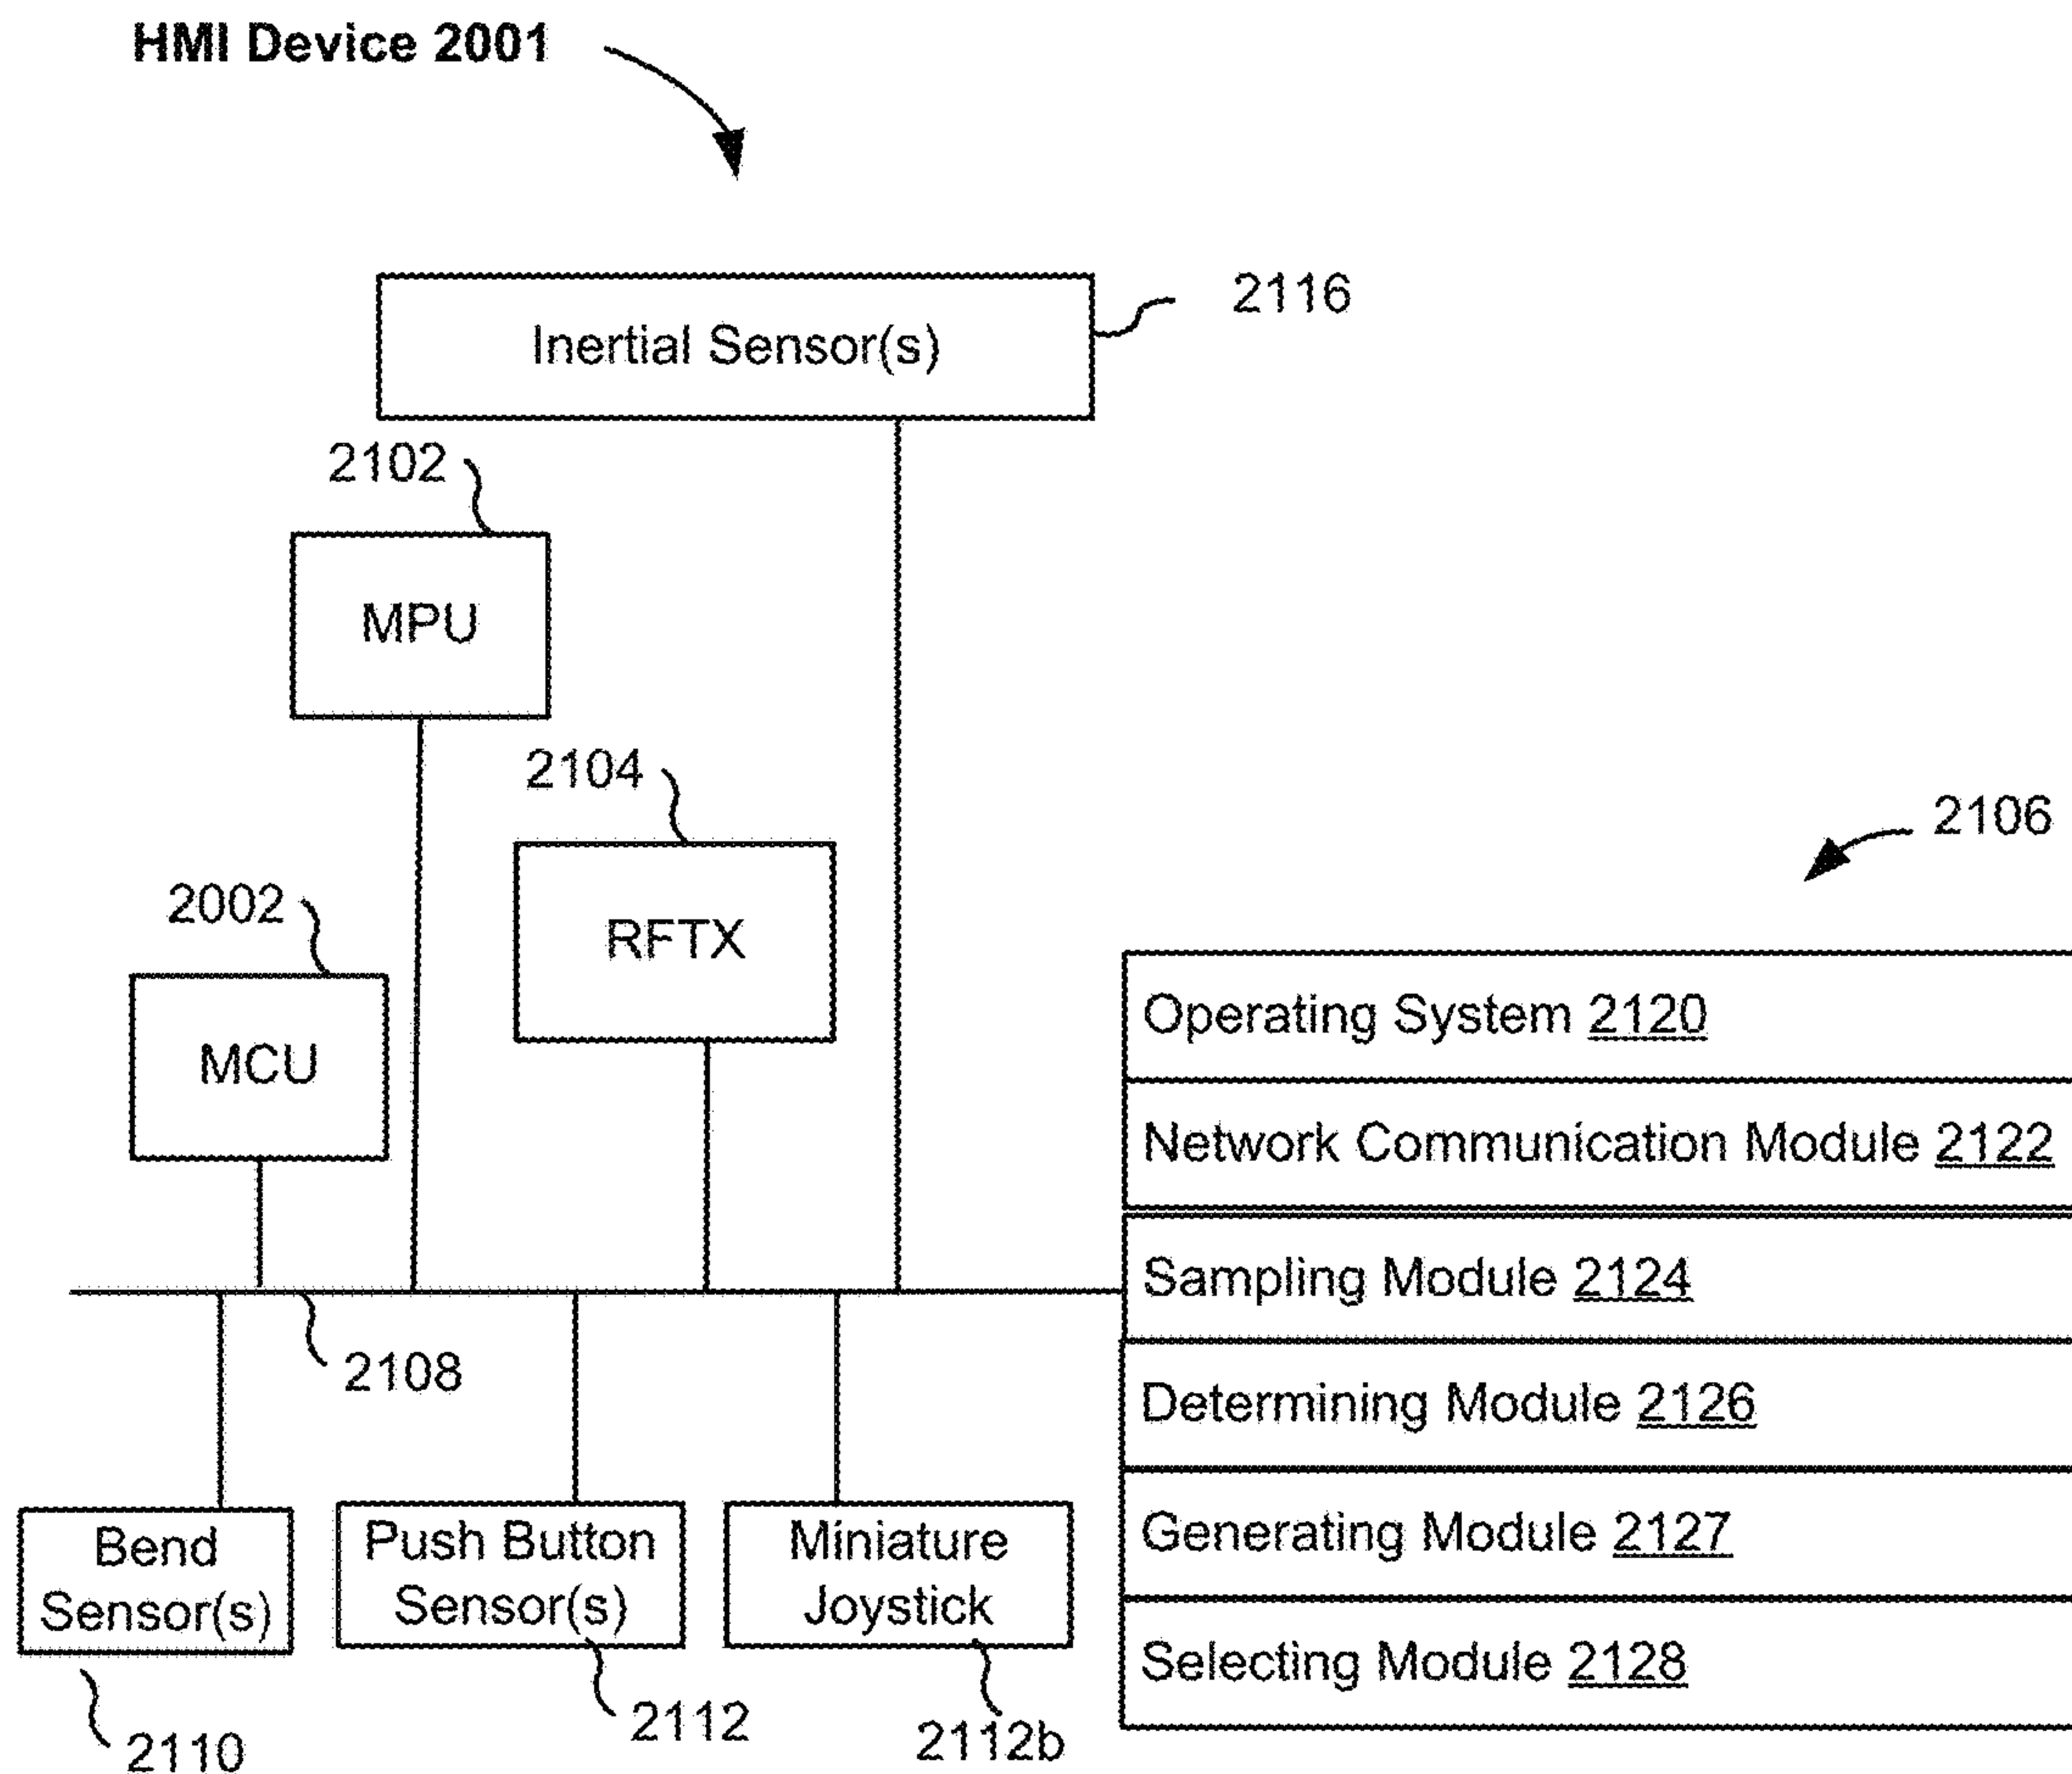 HMI Device 2001
2116
Inertial Sensor(s)
2102
MPU
2104
2106
2002
RFTX
MCU
Operating System 2120
Network Communication Module 2122
Sampling Module 2124
2108
Determining Module 2126
Generating Module 2127
Selecting Module 2128
Bend
Sensor(s)
Push Button
Sensor(s)
Miniature
Joystick
2110
2112
2112b